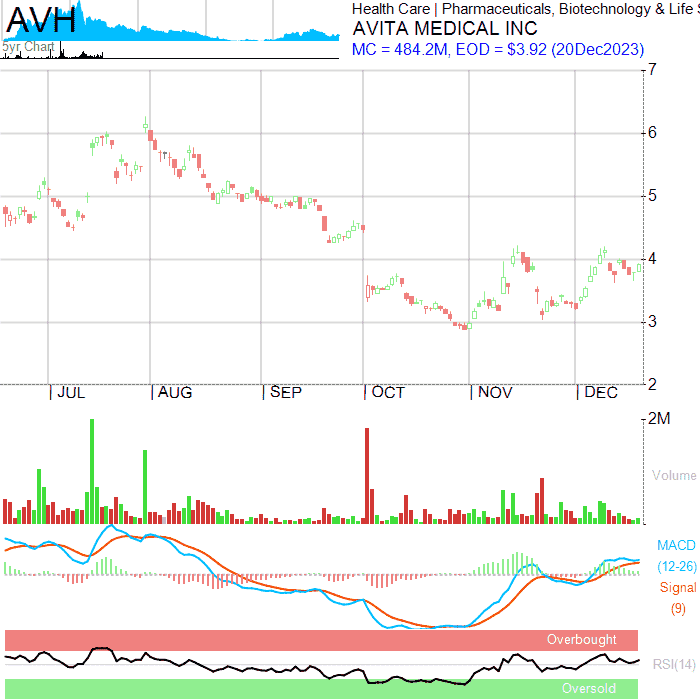 AVH
5yr Chart
Health Care | Pharmaceuticals, Biotechnology & Life S
AVITA MEDICAL INC
MC = 484.2M, EOD = $3.92 (20Dec2023)
7
6
5
4
3
2
JUL AUG SEP OCT NOV DEC
2M
Volume
MACD
(12-26)
Signal
(9)
Overbought
RSI(14)
Oversold